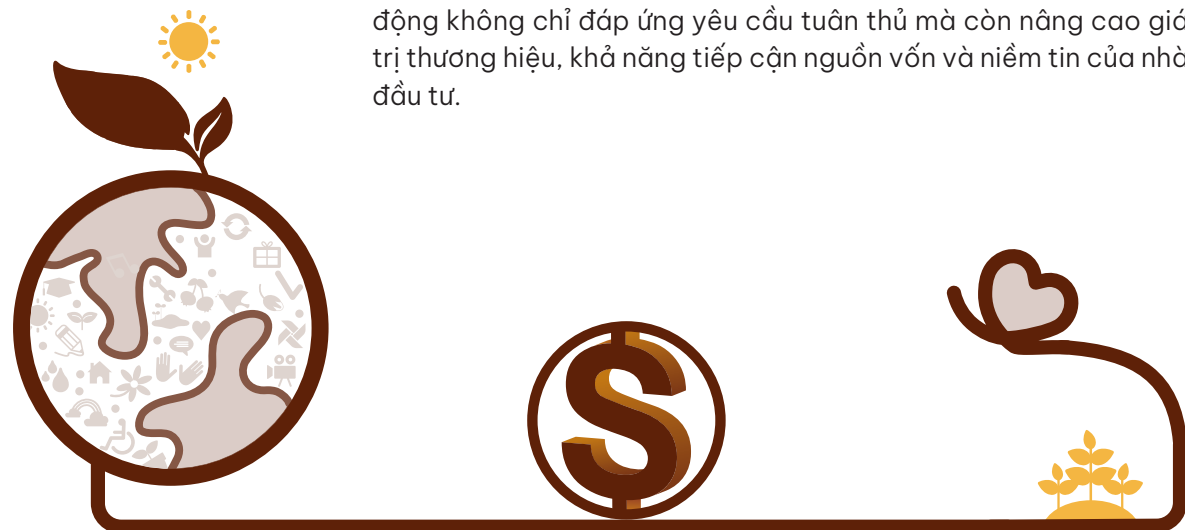 động không chỉ đáp ứng yêu cầu tuân thủ mà còn nâng cao giá
trị thương hiệu, khả năng tiếp cận nguồn vốn và niềm tin của nhà
đầu tư.